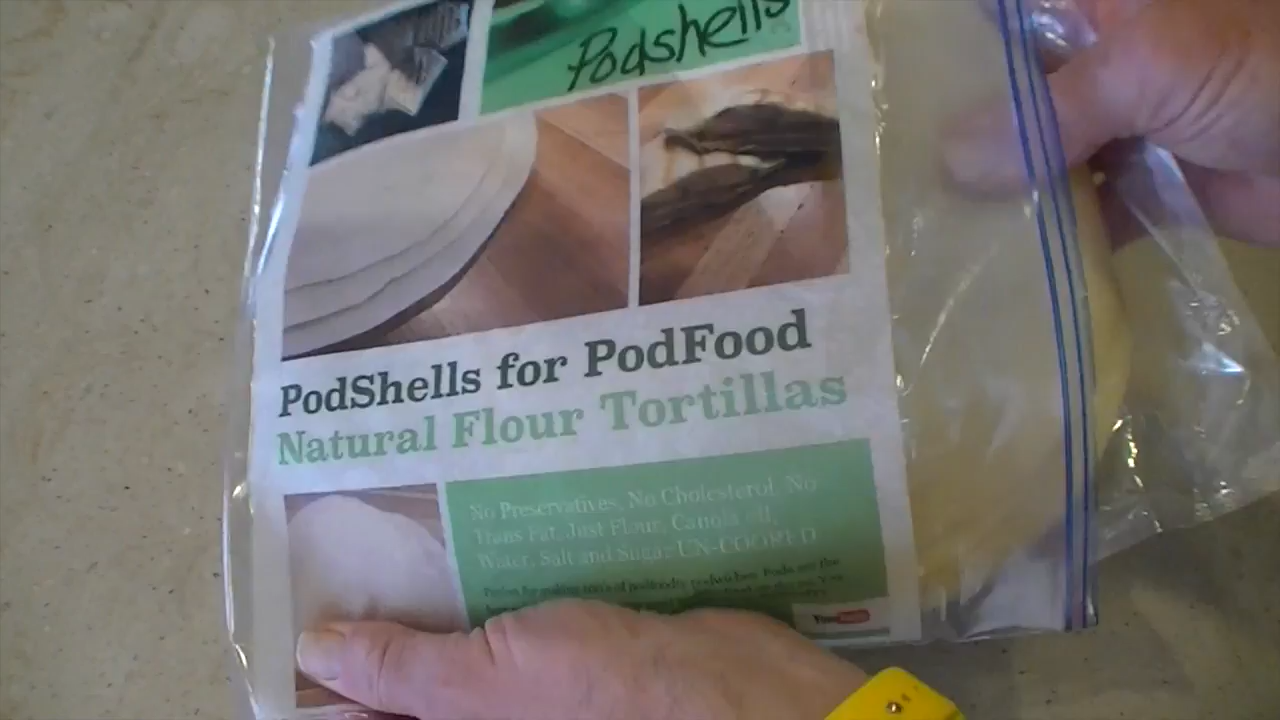 Podshells
PodShells for PodFood
Natural Flour Tortillas
No Preservatives, No Cholesterol, No
Trans Fat, Just Flour, Canola oil,
Water, Salt and Sugar UN-COOKED
YouTube